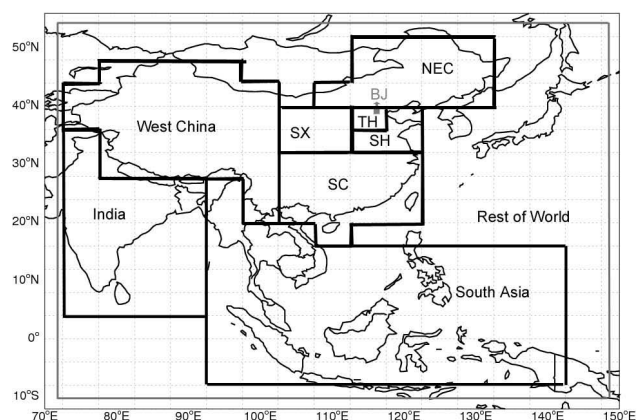 50°N
40°N
30°N
20°N
10°N
0°
10°S
70°E
80°E
90°E
100°E
110°E
120°E
130°E
140°E
150°E
NEC
BJ
TH
West China
SX
SH
SC
India
Rest of World
South Asia